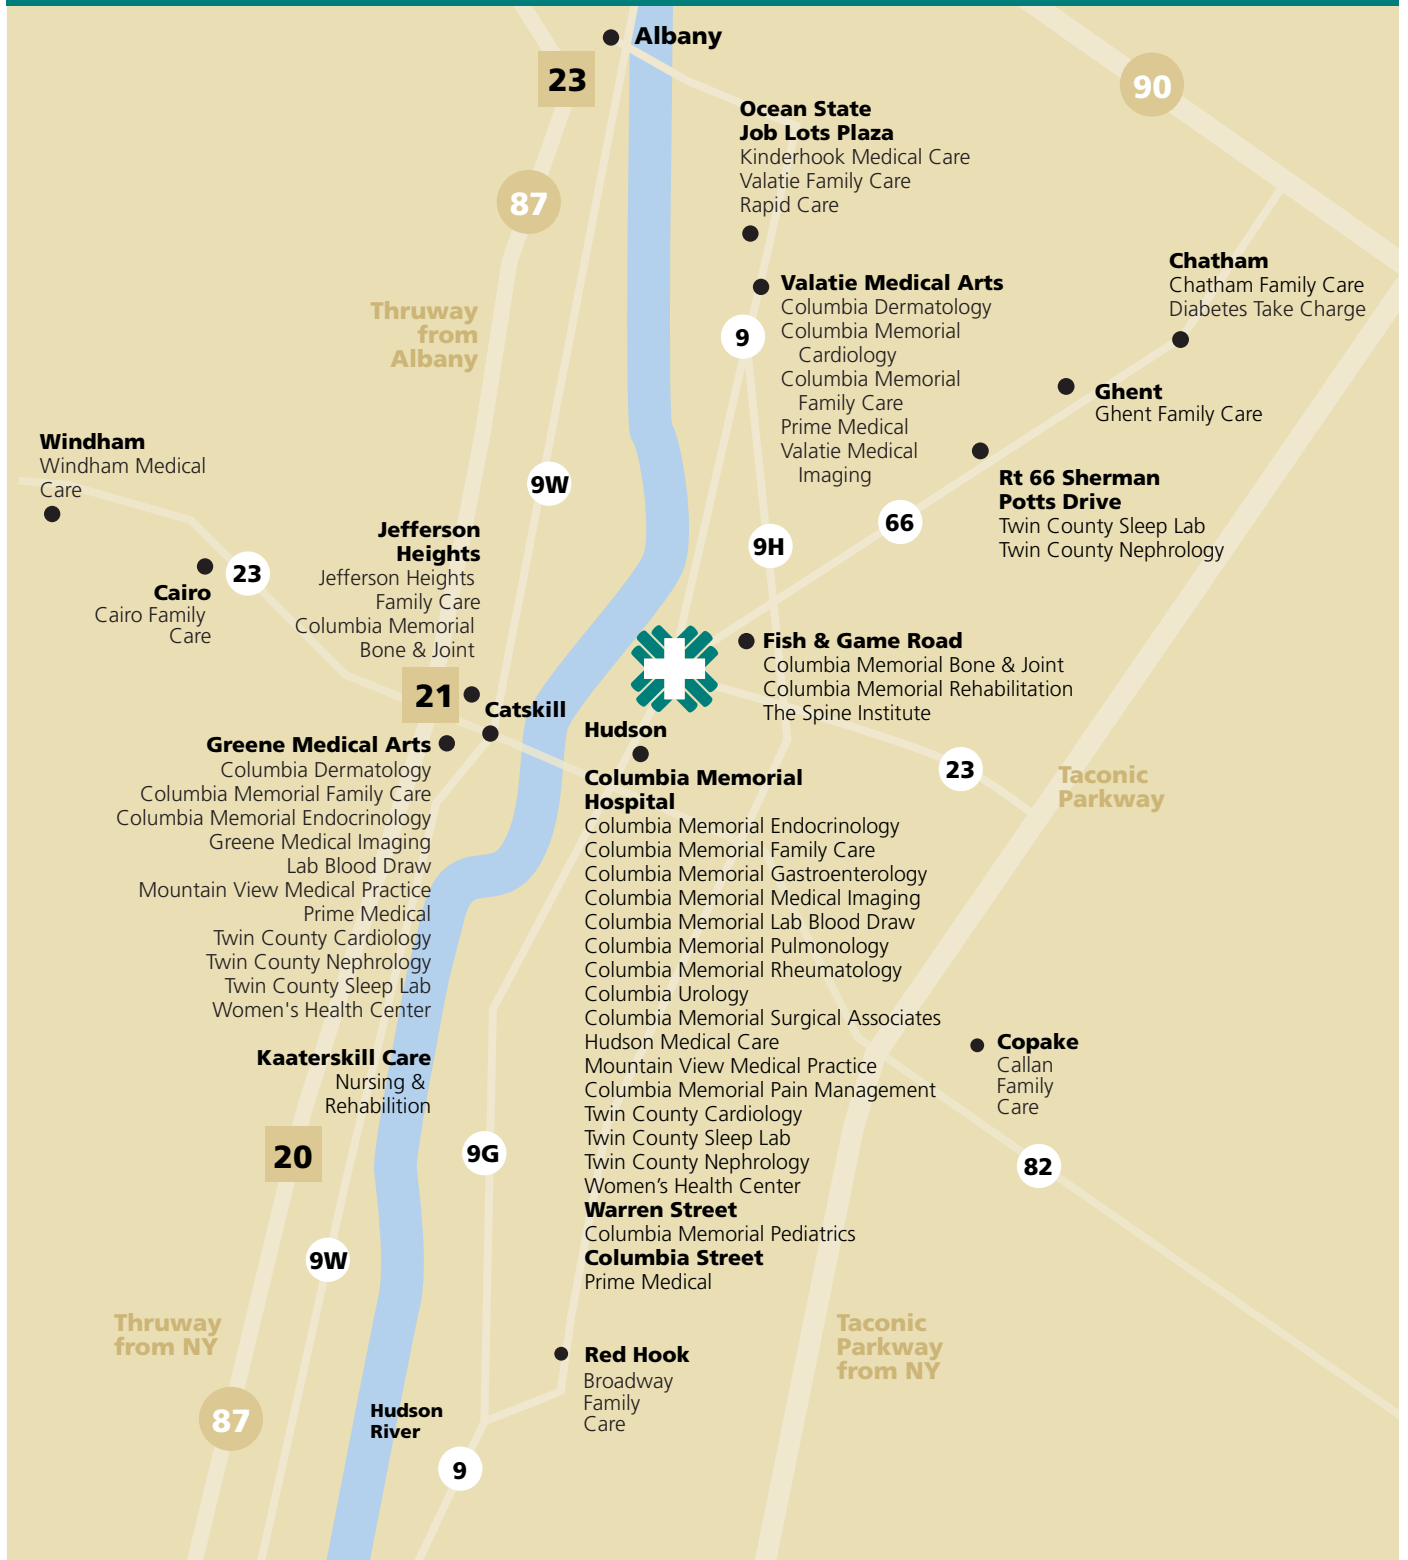 Albany
23
90
Ocean State
Job Lots Plaza
Kinderhook Medical Care
Valatie Family Care
Rapid Care
87
Chatham
Chatham Family Care
Diabetes Take Charge
Valatie Medical Arts
Columbia Dermatology
Columbia Memorial
Cardiology
Columbia Memorial
Family Care
Prime Medical
Valatie Medical
Imaging
9
Thruway
from
Albany
Ghent
Ghent Family Care
Windham
Windham Medical
Care
9W
Rt 66 Sherman
Potts Drive
Twin County Sleep Lab
Twin County Nephrology
66
9H
Jefferson
Heights
Jefferson Heights
Family Care
Columbia Memorial
Bone & Joint
23
Cairo
Cairo Family
Care
Fish & Game Road
Columbia Memorial Bone & Joint
Columbia Memorial Rehabilitation
The Spine Institute
21
Catskill
Hudson
Greene Medical Arts
Columbia Dermatology
Columbia Memorial Family Care
Columbia Memorial Endocrinology
Greene Medical Imaging
Lab Blood Draw
Mountain View Medical Practice
Prime Medical
Twin County Cardiology
Twin County Nephrology
Twin County Sleep Lab
Women's Health Center
23
Taconic
Parkway
Columbia Memorial
Hospital
Columbia Memorial Endocrinology
Columbia Memorial Family Care
Columbia Memorial Gastroenterology
Columbia Memorial Medical Imaging
Columbia Memorial Lab Blood Draw
Columbia Memorial Pulmonology
Columbia Memorial Rheumatology
Columbia Urology
Columbia Memorial Surgical Associates
Hudson Medical Care
Mountain View Medical Practice
Columbia Memorial Pain Management
Twin County Cardiology
Twin County Sleep Lab
Twin County Nephrology
Women’s Health Center
Warren Street
Columbia Memorial Pediatrics
Columbia Street
Prime Medical
Kaaterskill Care
Nursing &
Rehabilition
Copake
Callan
Family
Care
20
9G
82
9W
Thruway
from NY
Taconic
Parkway
from NY
Red Hook
Broadway
Family
Care
87
Hudson
River
9